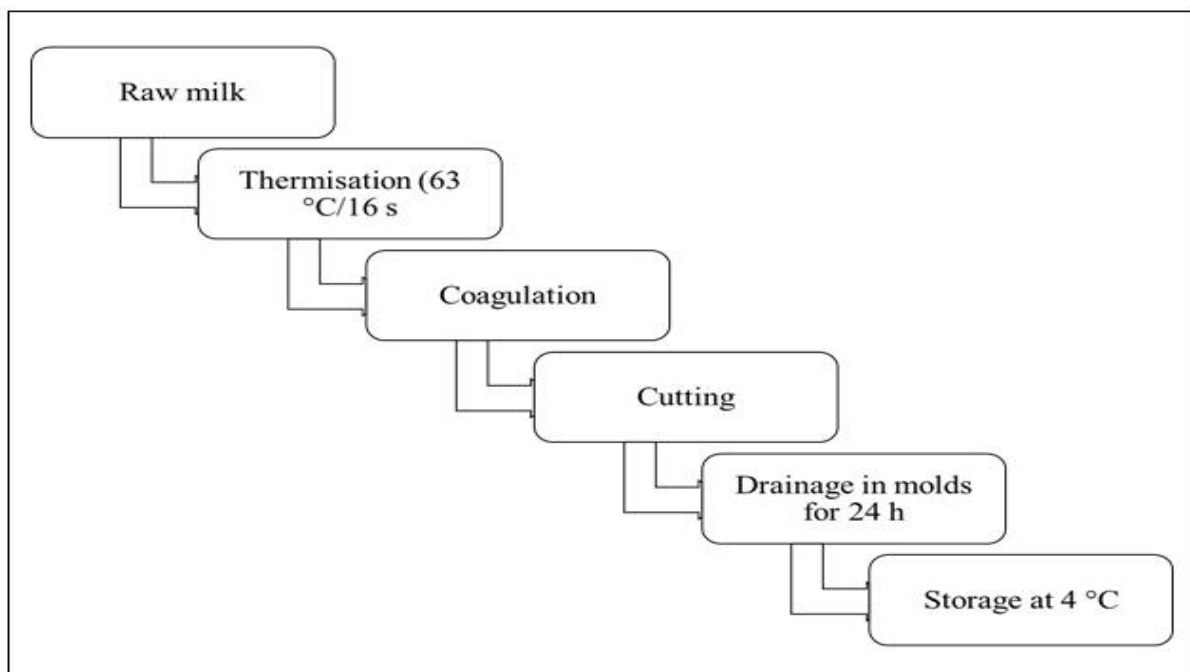 Raw milk
Thermisation (63
°C/16 s
Coagulation
Cutting
Drainage in molds
for 24 h
Storage at 4 °C